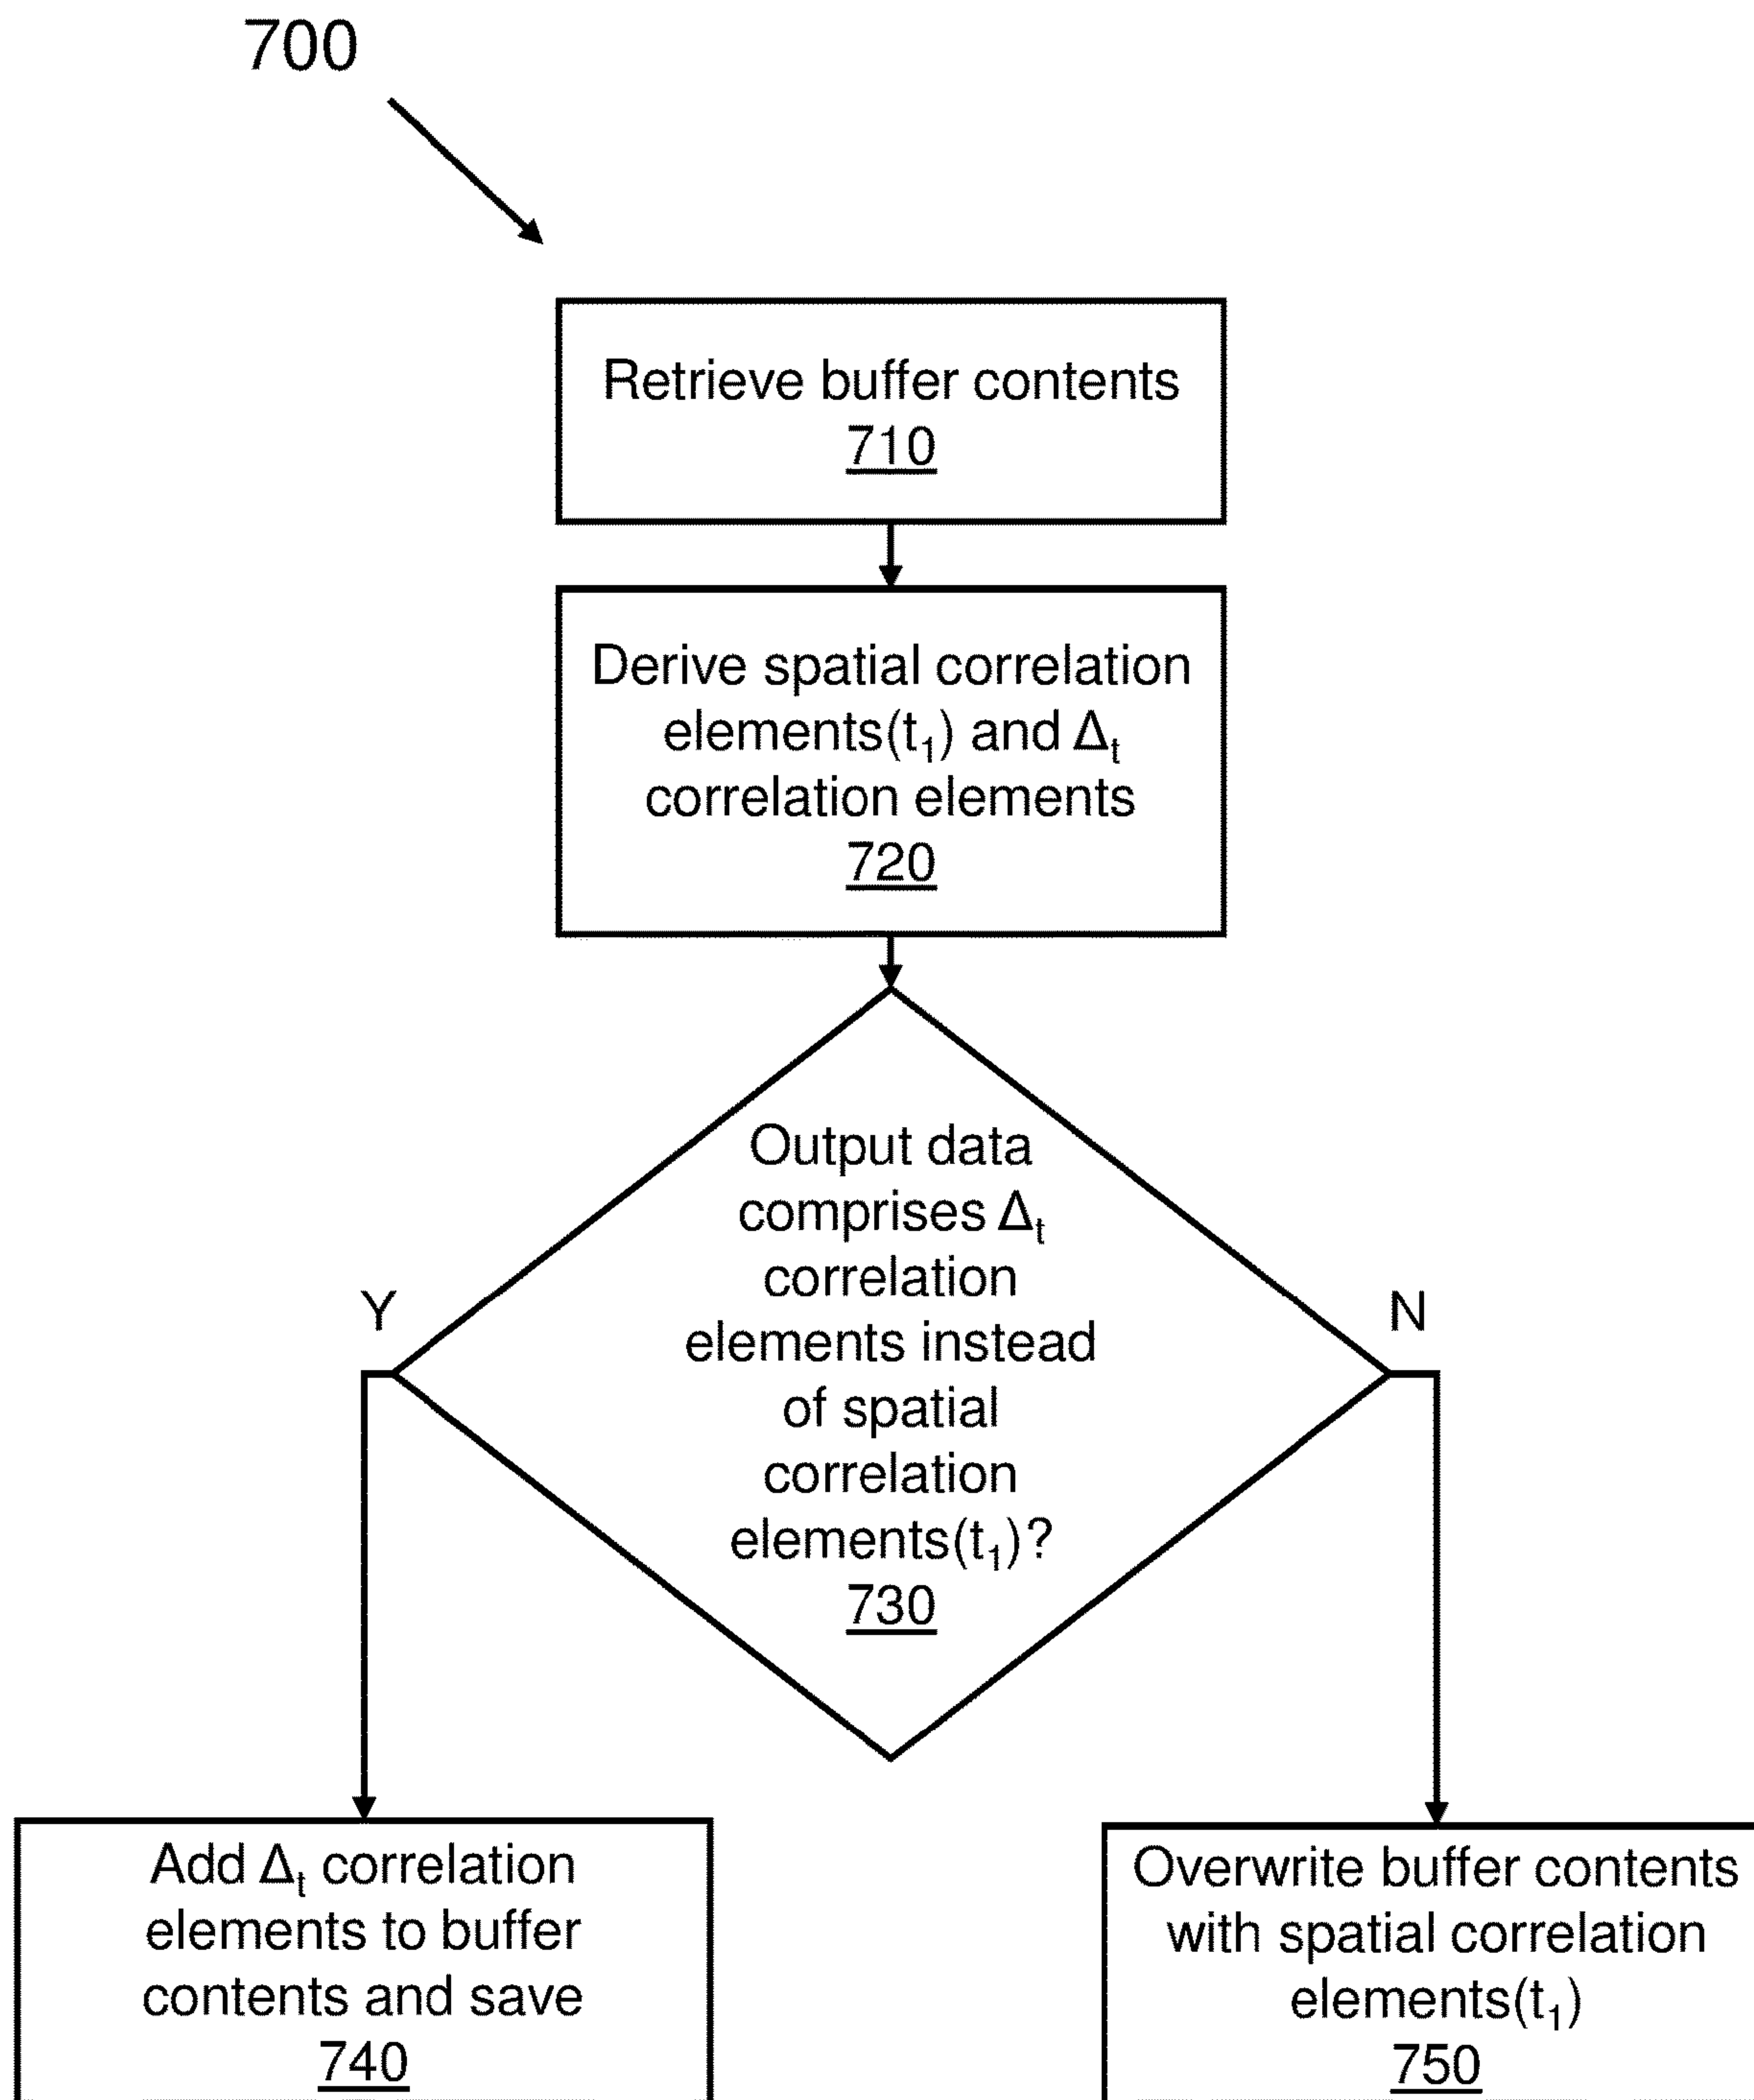 700
Retrieve buffer contents
710
Derive spatial correlation
elements(t₁) and Δₜ
correlation elements
720
Output data
comprises Δₜ
correlation
elements instead
of spatial
correlation
elements(t₁)?
730
Y
N
Add Δₜ correlation
elements to buffer
contents and save
740
Overwrite buffer contents
with spatial correlation
elements(t₁)
750